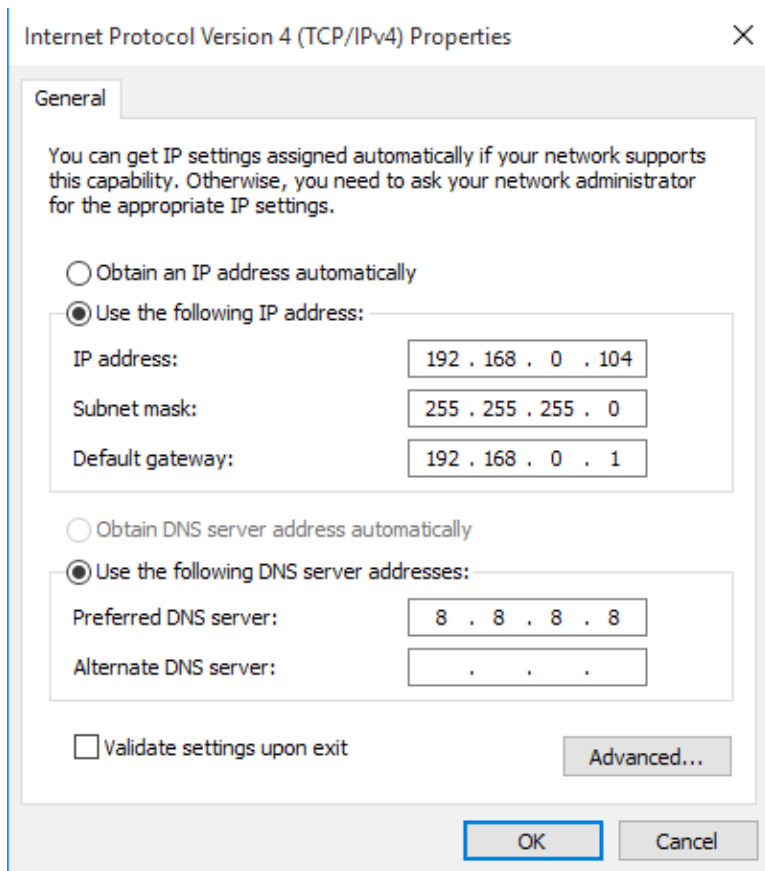 Internet Protocol Version 4 (TCP/IPv4) Properties
General
You can get IP settings assigned automatically if your network supports
this capability. Otherwise, you need to ask your network administrator
for the appropriate IP settings.
Obtain an IP address automatically
Use the following IP address:
IP address: 192 . 168 . 0 . 104
Subnet mask: 255 . 255 . 255 . 0
Default gateway: 192 . 168 . 0 . 1
Obtain DNS server address automatically
Use the following DNS server addresses:
Preferred DNS server: 8 . 8 . 8 . 8
Alternate DNS server: . . .
Validate settings upon exit
Advanced...
OK Cancel